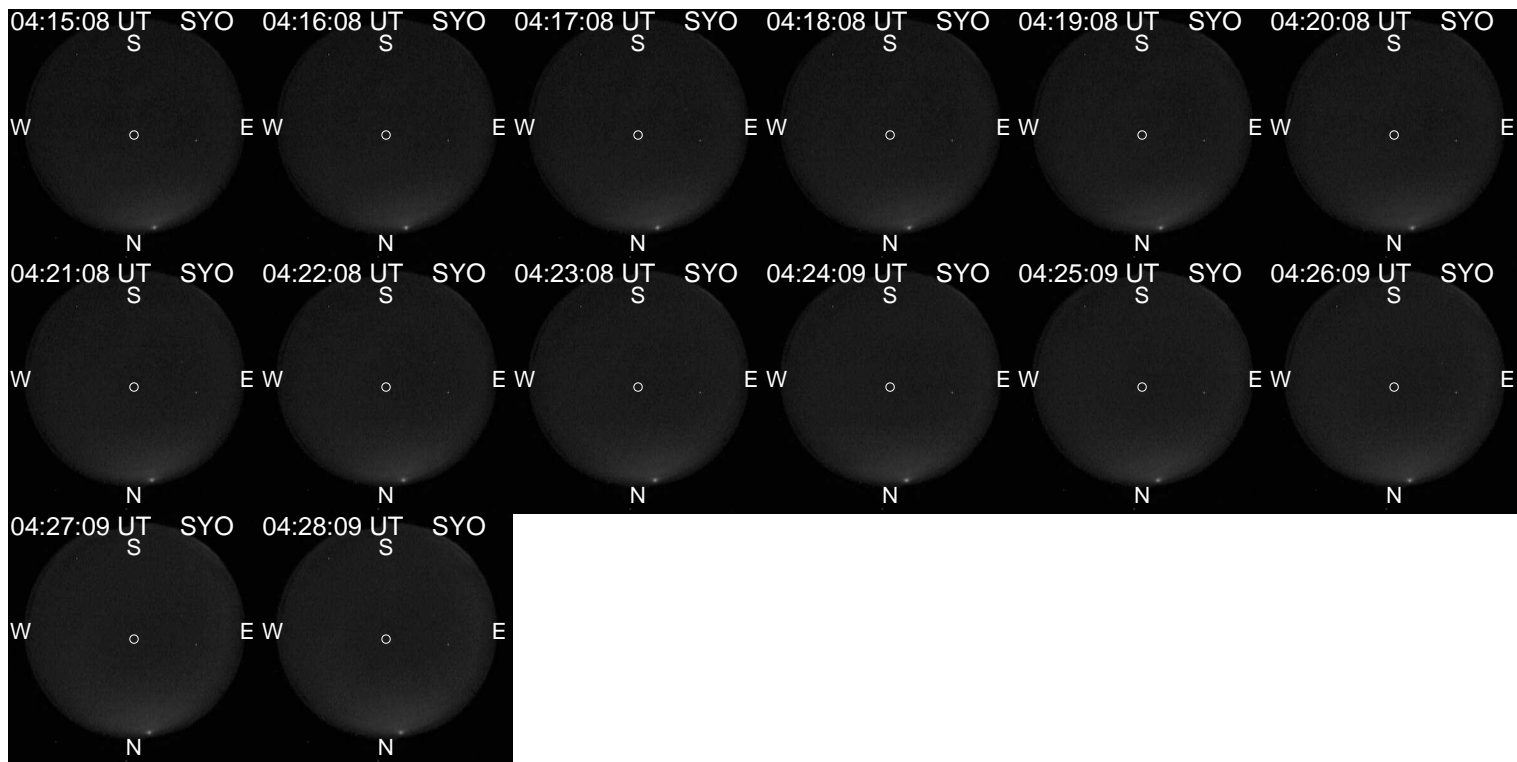 04:15:08 UT SYO 04:16:08 UT SYO 04:17:08 UT SYO 04:18:08 UT SYO 04:19:08 UT SYO 04:20:08 UT SYO
S S S S S S
W E W E W E W E W E W E
N N N N N N
04:21:08 UT SYO 04:22:08 UT SYO 04:23:08 UT SYO 04:24:09 UT SYO 04:25:09 UT SYO 04:26:09 UT SYO
S S S S S S
W E W E W E W E W E W E
N N N N N N
04:27:09 UT SYO 04:28:09 UT SYO
S S
W E W E
N N